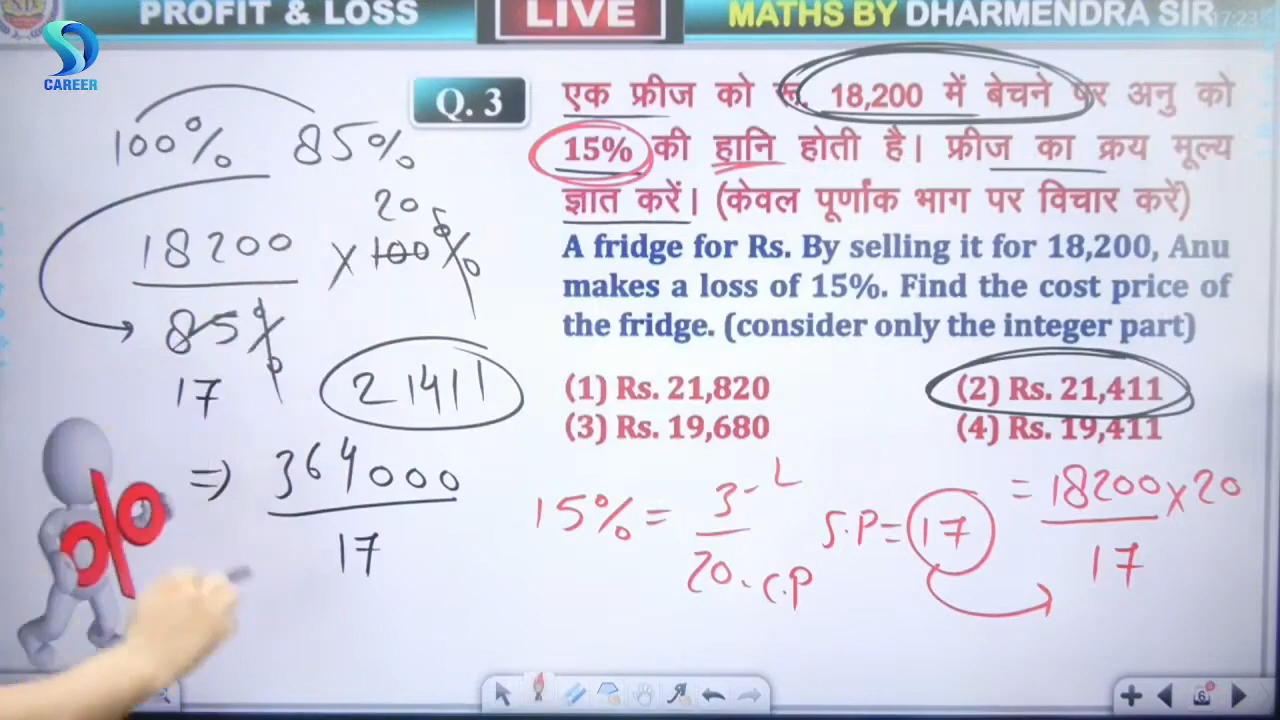 PROFIT & LOSS
LIVE
MATHS BY DHARMENDRA SIR
17:23
CAREER
Q. 3
एक फ्रीज को रू. 18,200 में बेचने पर अनु को
15% की हानि होती है। फ्रीज का क्रय मूल्य
ज्ञात करें। (केवल पूर्णांक भाग पर विचार करें)
A fridge for Rs. By selling it for 18,200, Anu
makes a loss of 15%. Find the cost price of
the fridge. (consider only the integer part)
(1) Rs. 21,820
(2) Rs. 21,411
(3) Rs. 19,680
(4) Rs. 19,411
100% 85%
20
18200 × 100%
85%
17
21411
=> 364000
17
15% = 3 - L
20 - C.P
S.P = 17
= 18200 × 20
17
6